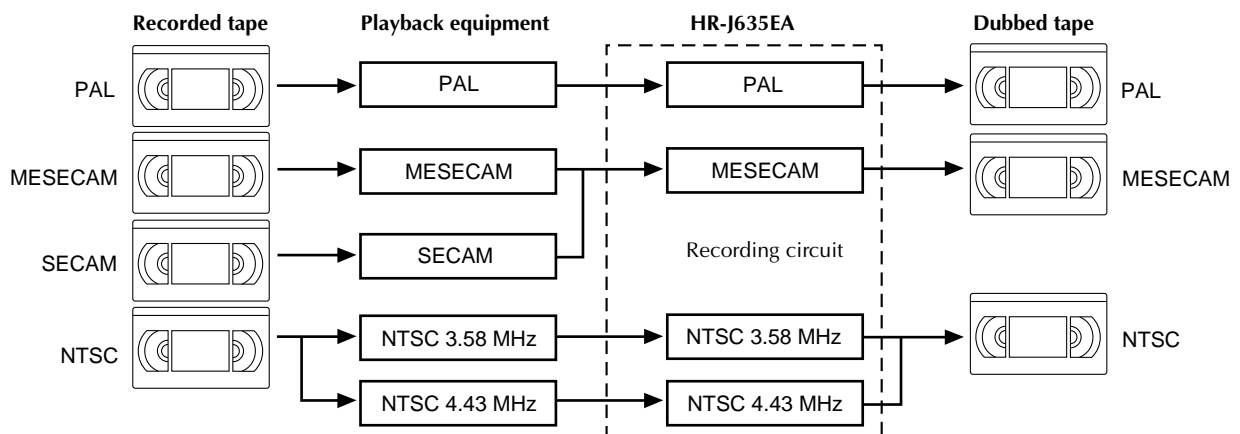 Recorded tape Playback equipment HR-J635EA Dubbed tape
PAL PAL PAL PAL
MESECAM MESECAM MESECAM MESECAM
SECAM SECAM Recording circuit
NTSC NTSC 3.58 MHz NTSC 3.58 MHz NTSC
NTSC 4.43 MHz NTSC 4.43 MHz